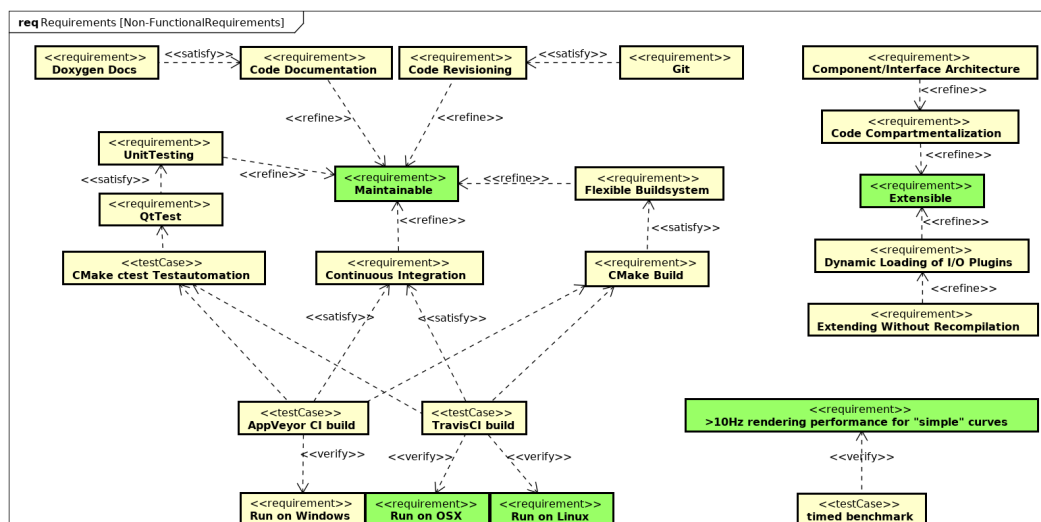 req Requirements [Non-FunctionalRequirements]
<<requirement>>
Doxygen Docs
<<satisfy>>
<<requirement>>
Code Documentation
<<requirement>>
Code Revisioning
<<satisfy>>
<<requirement>>
Git
<<requirement>>
Component/Interface Architecture
<<refine>>
<<refine>>
<<refine>>
<<requirement>>
Code Compartmentalization
<<refine>>
<<requirement>>
UnitTesting
<<refine>>
<<satisfy>>
<<requirement>>
Maintainable
<<refine>>
<<requirement>>
Flexible Buildsystem
<<requirement>>
Extensible
<<requirement>>
QtTest
<<refine>>
<<satisfy>>
<<refine>>
<<testCase>>
CMake ctest Testautomation
<<requirement>>
Continuous Integration
<<requirement>>
CMake Build
<<requirement>>
Dynamic Loading of I/O Plugins
<<refine>>
<<satisfy>>
<<satisfy>>
<<requirement>>
Extending Without Recompilation
<<testCase>>
AppVeyor CI build
<<testCase>>
TravisCI build
<<requirement>>
>10Hz rendering performance for "simple" curves
<<verify>>
<<verify>>
<<verify>>
<<verify>>
<<requirement>>
Run on Windows
<<requirement>>
Run on OSX
<<requirement>>
Run on Linux
<<testCase>>
timed benchmark